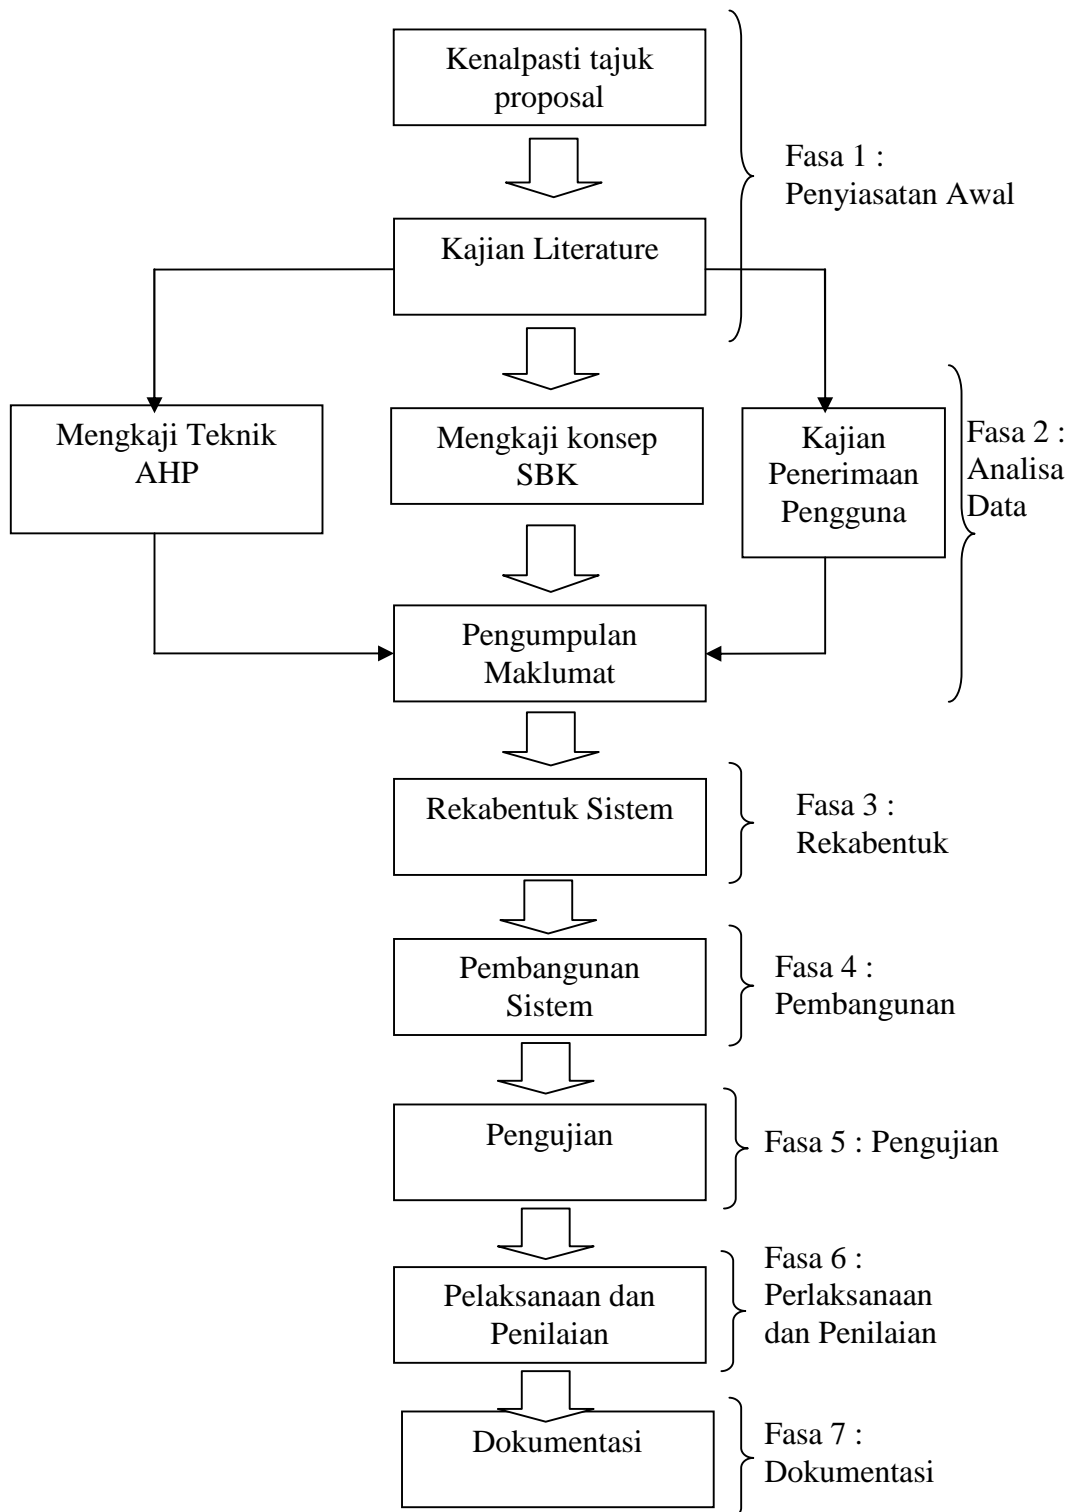 Kenalpasti tajuk
proposal
Fasa 1 :
Penyiasatan Awal
Kajian Literature
Mengkaji Teknik
AHP
Mengkaji konsep
SBK
Kajian
Penerimaan
Pengguna
Fasa 2 :
Analisa
Data
Pengumpulan
Maklumat
Rekabentuk Sistem
Fasa 3 :
Rekabentuk
Pembangunan
Sistem
Fasa 4 :
Pembangunan
Pengujian
Fasa 5 : Pengujian
Pelaksanaan dan
Penilaian
Fasa 6 :
Perlaksanaan
dan Penilaian
Dokumentasi
Fasa 7 :
Dokumentasi